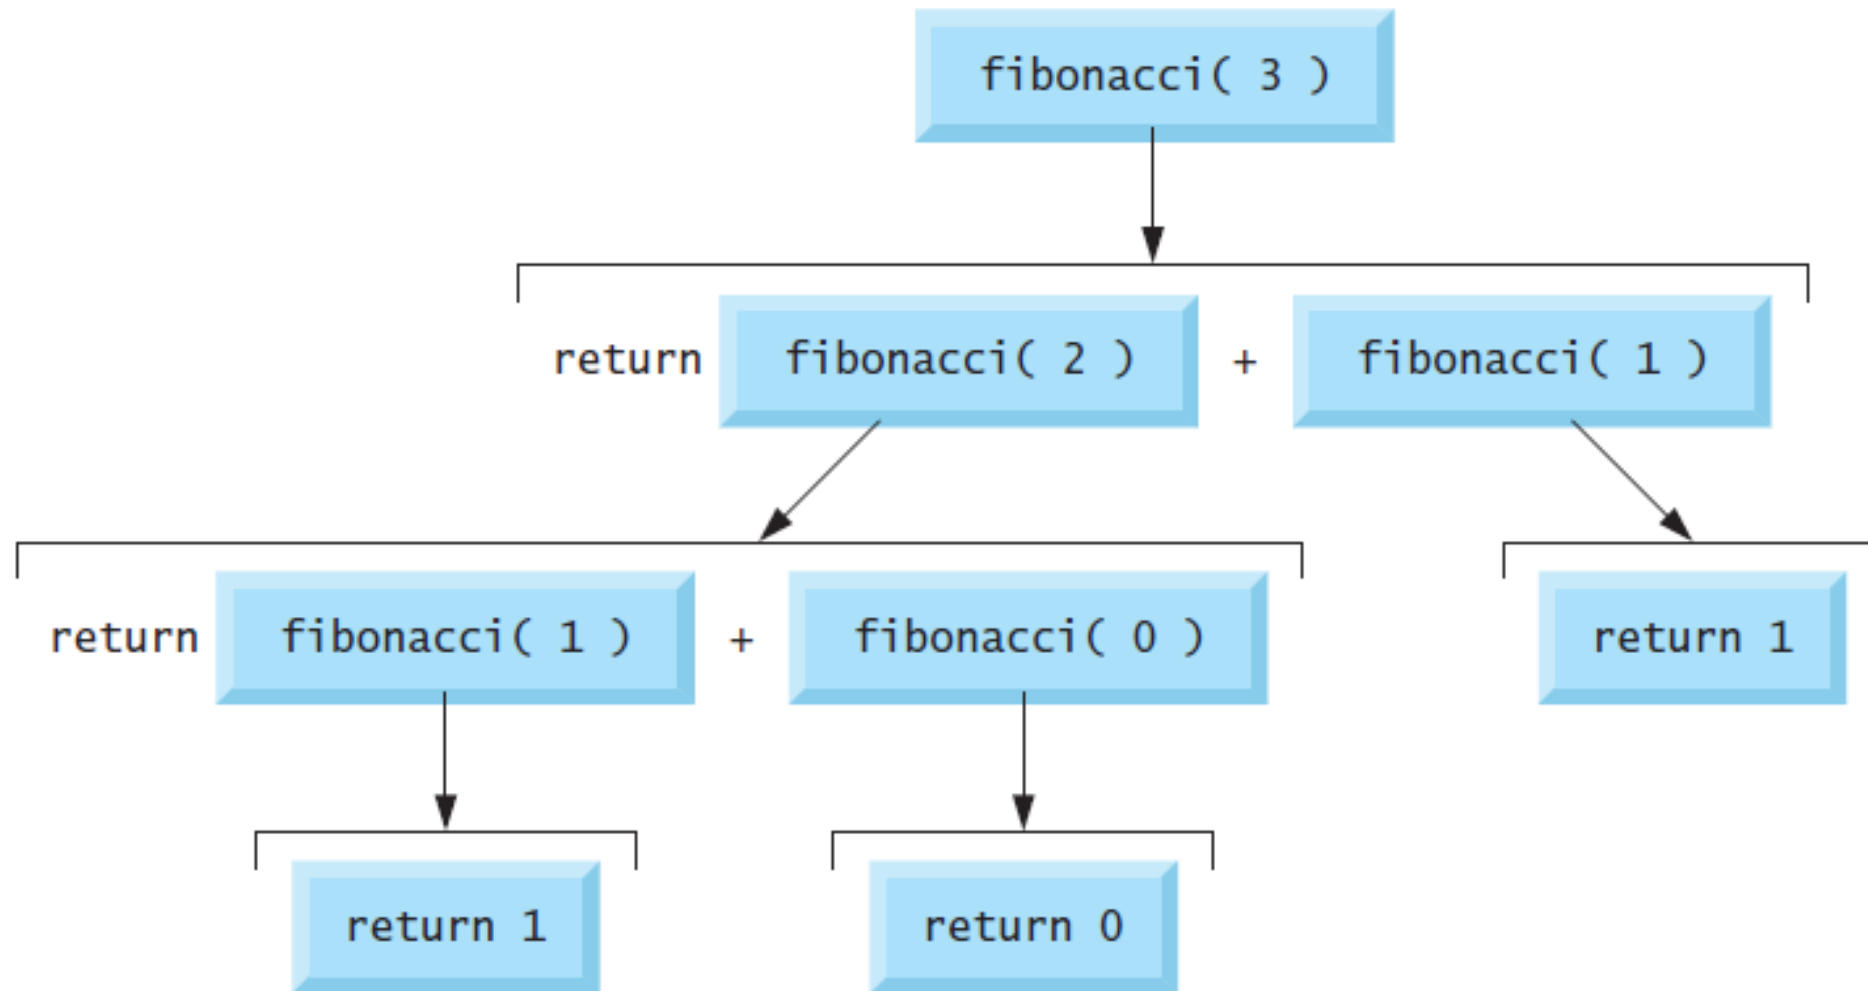 fibonacci( 3 )
return fibonacci( 2 ) + fibonacci( 1 )
return fibonacci( 1 ) + fibonacci( 0 ) return 1
return 1 return 0